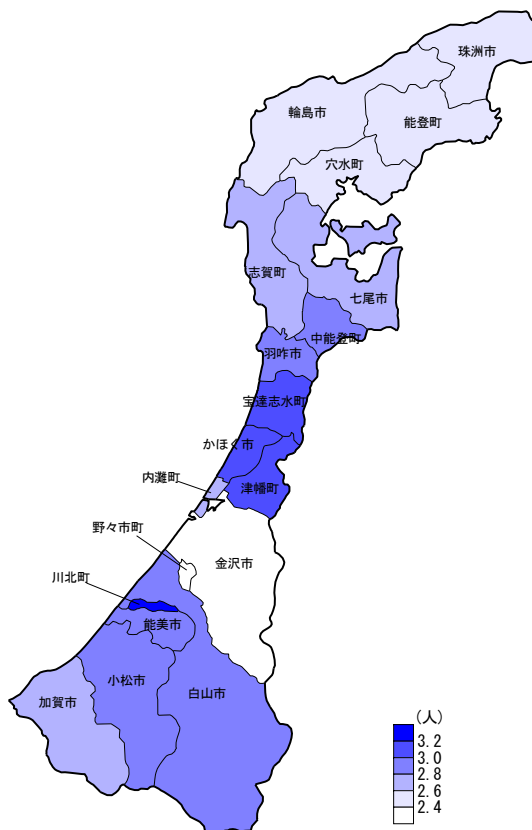 珠洲市
輪島市
能登町
穴水町
志賀町
七尾市
中能登町
羽咋市
宝達志水町
かほく市
内灘町
津幡町
野々市町
金沢市
川北町
能美市
小松市
白山市
加賀市
(人)
3.2
3.0
2.8
2.6
2.4